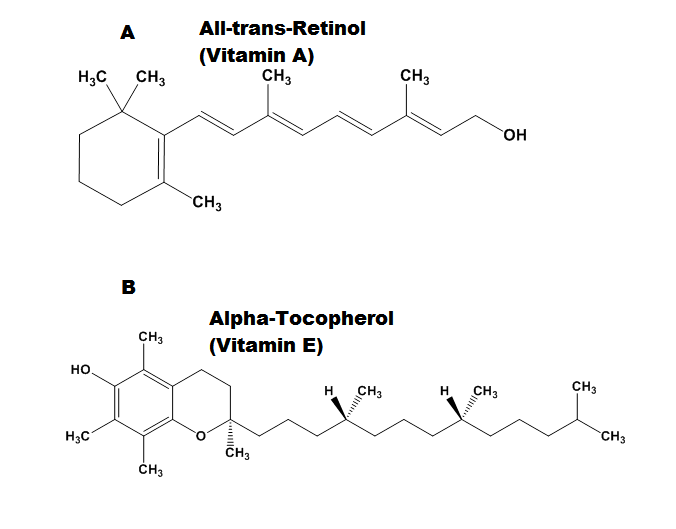 A
All-trans-Retinol
(Vitamin A)
H₃C CH₃ CH₃ CH₃
OH
CH₃
B
Alpha-Tocopherol
(Vitamin E)
CH₃
HO
H CH₃ H CH₃ CH₃
H₃C O CH₃
CH₃
CH₃